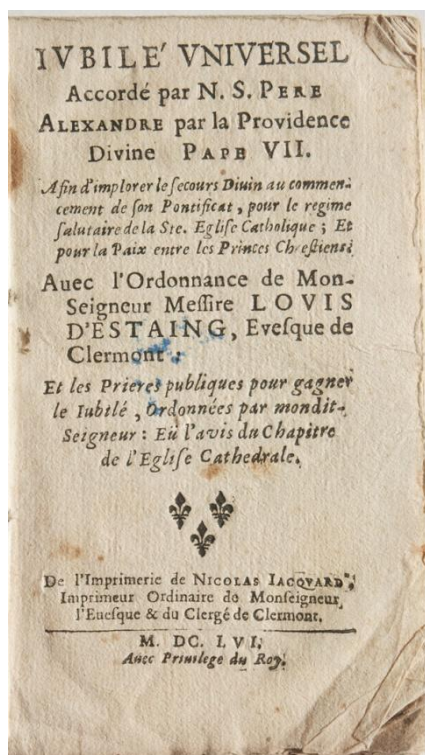 IVBILE' VNIVERSEL
Accordé par N. S. PERE
ALEXANDRE par la Providence
Divine PAPE VII.
Afin d'implorer le secours Diuin au commen-
cement de son Pontificat, pour le regime
salutaire de la Ste. Eglise Catholique ; Et
pour la Paix entre les Princes Chrestiens.
Auec l'Ordonnance de Mon-
Seigneur Messire LOVIS
D'ESTAING, Evesque de
Clermont :
Et les Prieres publiques pour gagner
le Iubilé, Ordonnées par mondit-
Seigneur : Eù l'avis du Chapitre
de l'Eglise Cathedrale.
De l'Imprimerie de NICOLAS IACQVARD,
Imprimeur Ordinaire de Monseigneur
l'Euesque & du Clergé de Clermont.
M. DC. LVI.
Auec Priuilege du Roy.